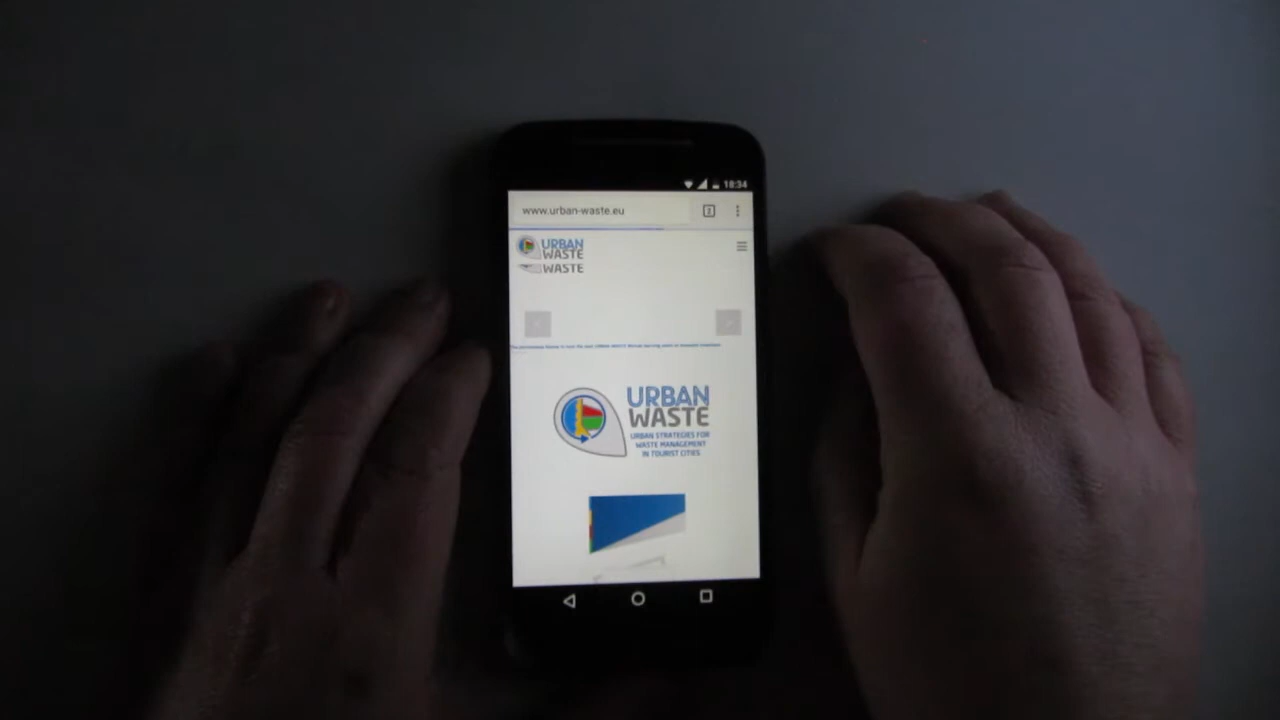 18:34
www.urban-waste.eu
2
URBAN
WASTE
WASTE
URBAN
WASTE
URBAN STRATEGIES FOR
WASTE MANAGEMENT
IN TOURIST CITIES